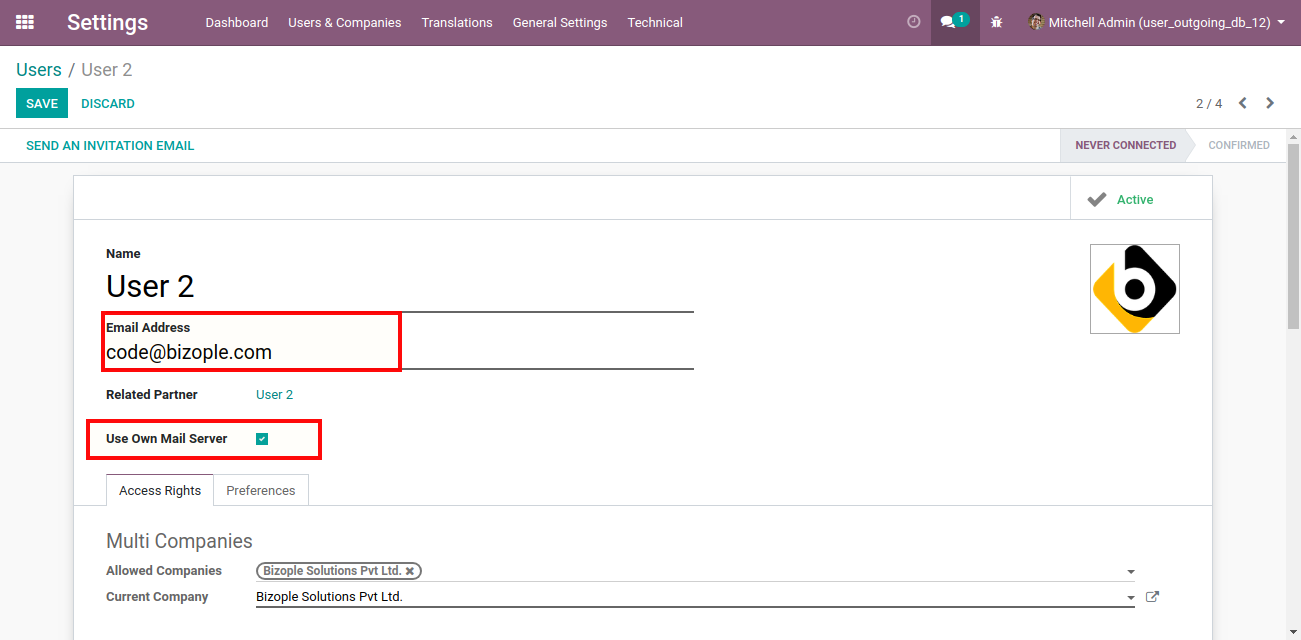 Settings Dashboard Users & Companies Translations General Settings Technical 1 Mitchell Admin (user_outgoing_db_12)
Users / User 2
SAVE DISCARD 2 / 4
SEND AN INVITATION EMAIL NEVER CONNECTED CONFIRMED
Active
Name
User 2
b
Email Address
code@bizople.com
Related Partner User 2
Use Own Mail Server
Access Rights Preferences
Multi Companies
Allowed Companies Bizople Solutions Pvt Ltd.
Current Company Bizople Solutions Pvt Ltd.